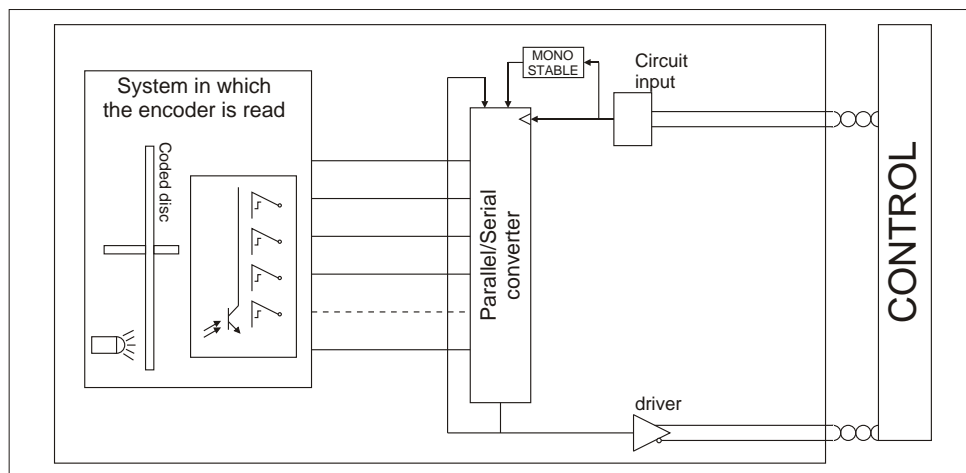 System in which
the encoder is read
Coded disc
MONO
STABLE
Circuit
input
Parallel/Serial
converter
driver
CONTROL